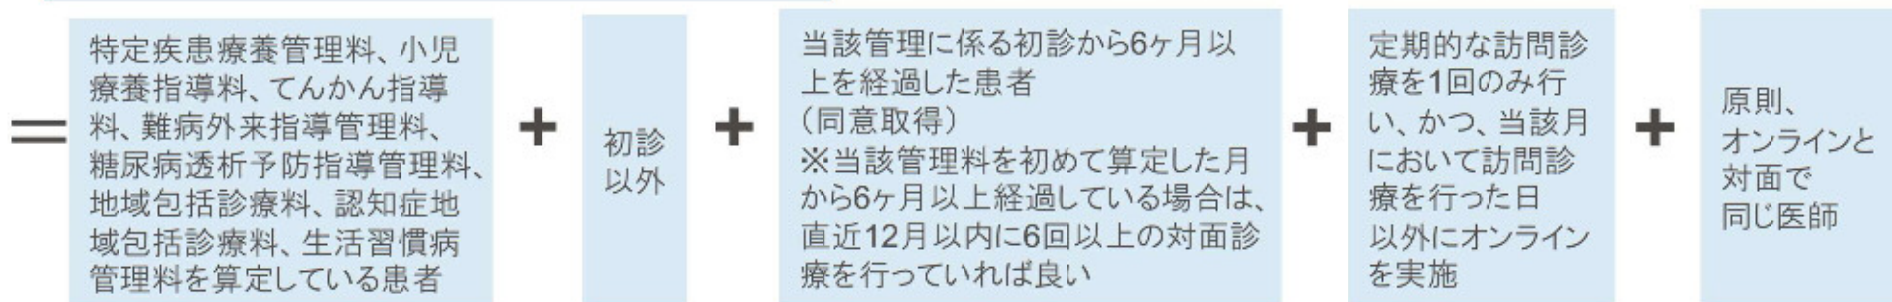 ＝
特定疾患療養管理料、小児
療養指導料、てんかん指導
料、難病外来指導管理料、
糖尿病透析予防指導管理料、
地域包括診療料、認知症地
域包括診療料、生活習慣病
管理料を算定している患者
+
初診
以外
+
当該管理に係る初診から6ヶ月以
上を経過した患者
（同意取得）
※当該管理料を初めて算定した月
から6ヶ月以上経過している場合は、
直近12月以内に6回以上の対面診
療を行っていれば良い
+
定期的な訪問診
療を1回のみ行
い、かつ、当該月
において訪問診
療を行った日
以外にオンライン
を実施
+
原則、
オンラインと
対面で
同じ医師